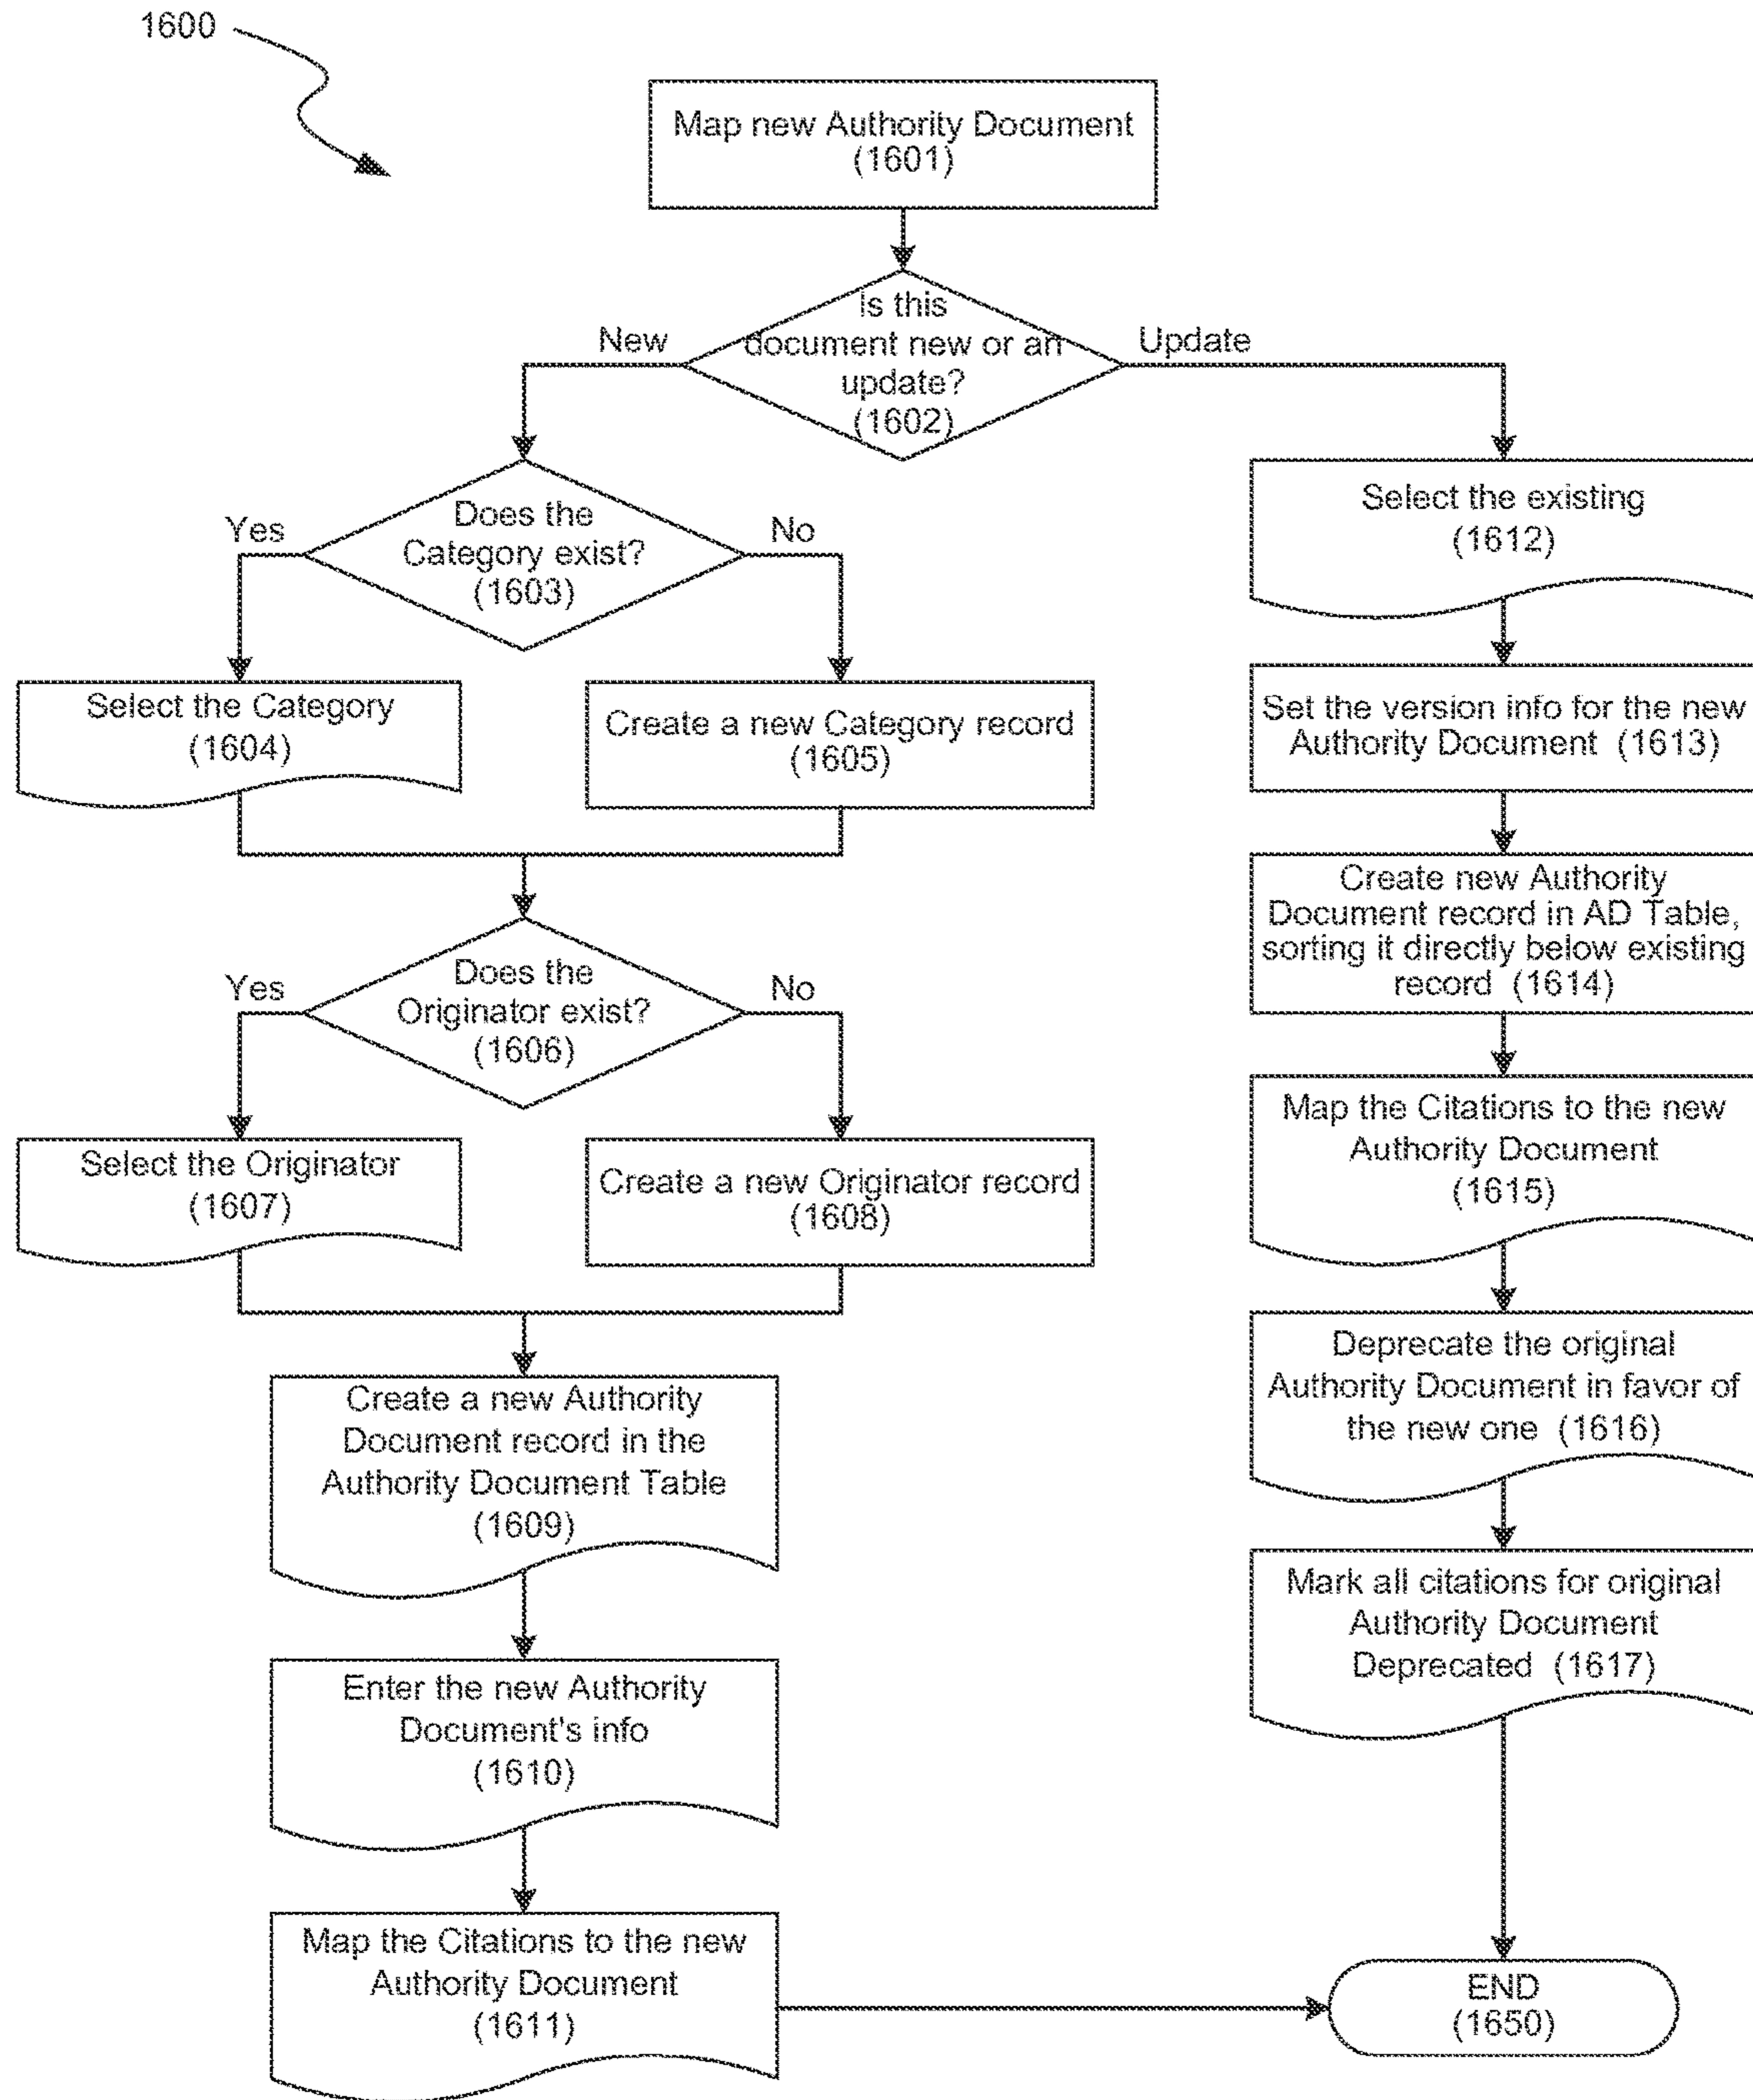 1600
Map new Authority Document
(1601)
Is this
document new or an
update?
(1602)
New
Update
Does the
Category exist?
(1603)
Yes
No
Select the Category
(1604)
Create a new Category record
(1605)
Does the
Originator exist?
(1606)
Yes
No
Select the Originator
(1607)
Create a new Originator record
(1608)
Create a new Authority
Document record in the
Authority Document Table
(1609)
Enter the new Authority
Document's info
(1610)
Map the Citations to the new
Authority Document
(1611)
Select the existing
(1612)
Set the version info for the new
Authority Document (1613)
Create new Authority
Document record in AD Table,
sorting it directly below existing
record (1614)
Map the Citations to the new
Authority Document
(1615)
Deprecate the original
Authority Document in favor of
the new one (1616)
Mark all citations for original
Authority Document
Deprecated (1617)
END
(1650)